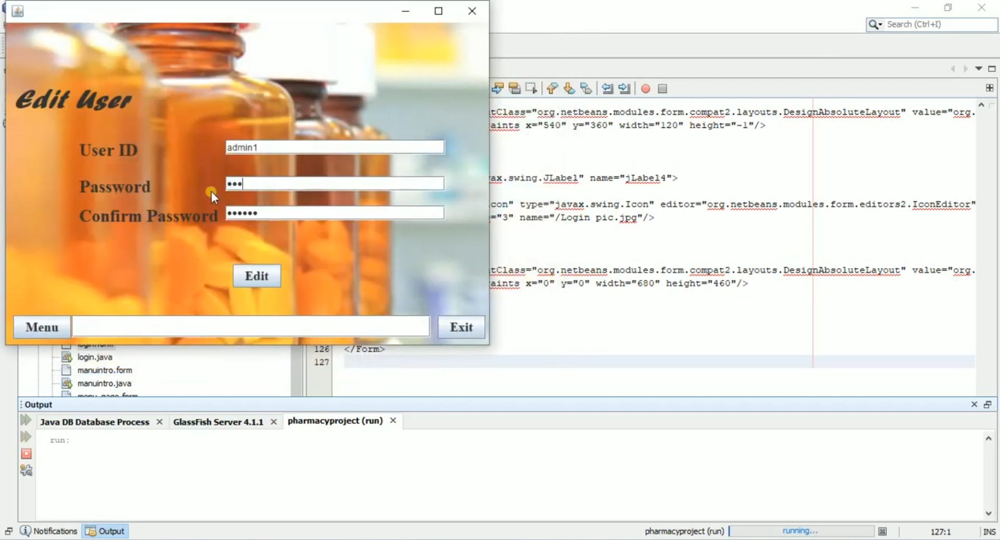 Search (Ctrl+I)
Edit User
User ID
admin1
Password
•••
Confirm Password
••••••
Edit
Menu
Exit
tClass="org.netbeans.modules.form.compat2.layouts.DesignAbsoluteLayout" value="org.
aints x="540" y="360" width="120" height="-1"/>
ax.swing.JLabel" name="jLabel4">
con" type="javax.swing.Icon" editor="org.netbeans.modules.form.editors2.IconEditor"
="3" name="/Login pic.jpg"/>
tClass="org.netbeans.modules.form.compat2.layouts.DesignAbsoluteLayout" value="org.
aints x="0" y="0" width="680" height="460"/>
126 </Form>
127
login.form
login.java
manuintro.form
manuintro.java
menu_page.form
Output
Java DB Database Process
GlassFish Server 4.1.1
pharmacyproject (run)
run:
Notifications
Output
pharmacyproject (run)
running...
127:1
INS